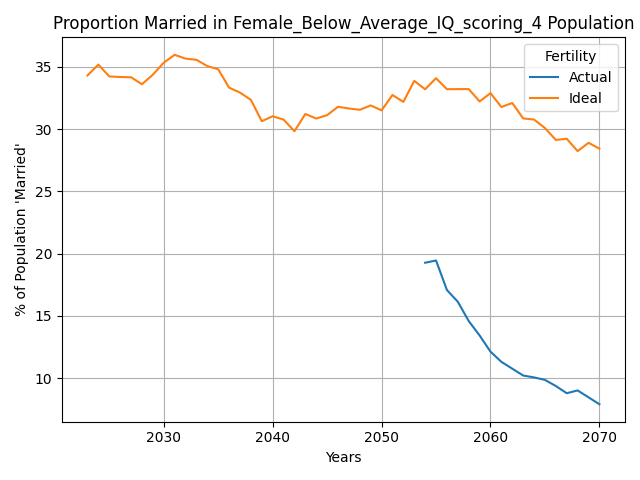 Proportion Married in Female_Below_Average_IQ_scoring_4 Population
Fertility
Actual
Ideal
% of Population 'Married'
35
30
25
20
15
10
2030
2040
2050
2060
2070
Years